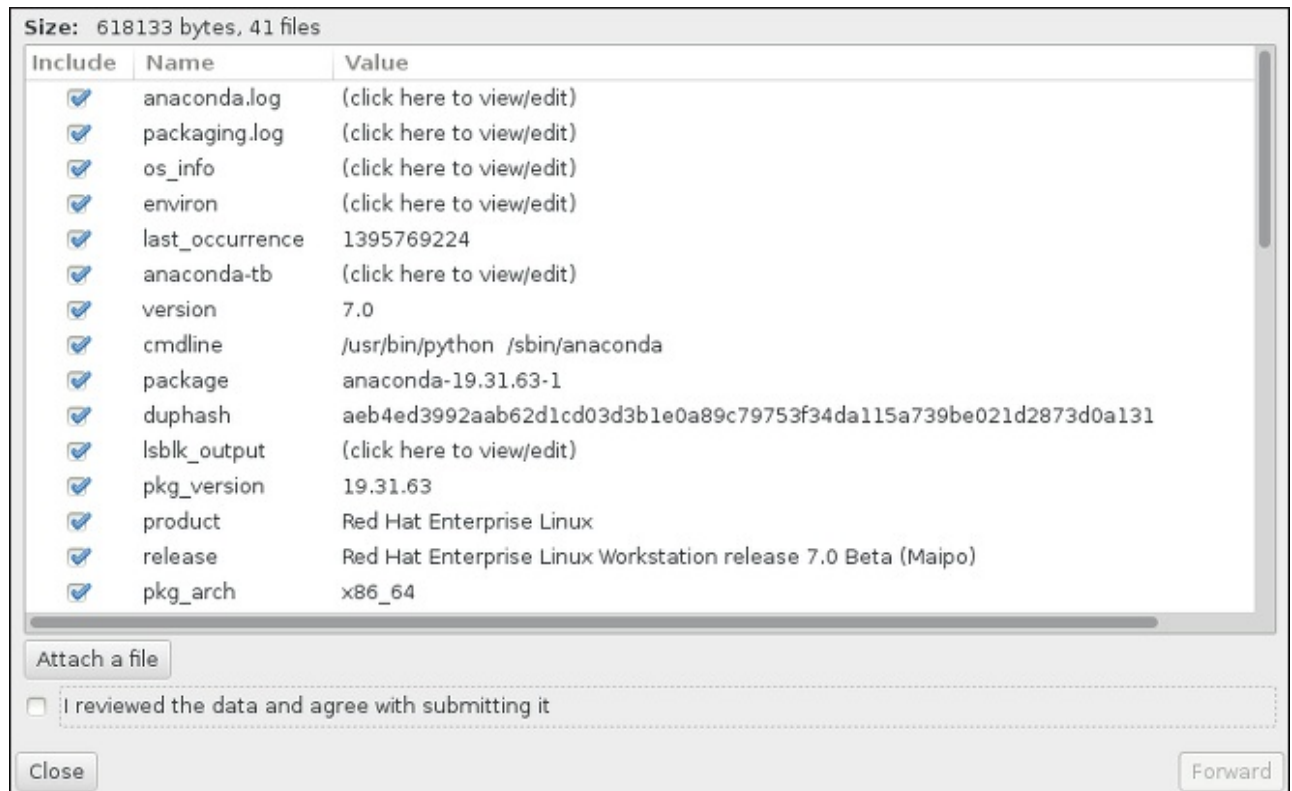 Size: 618133 bytes, 41 files
Include Name Value
anaconda.log (click here to view/edit)
packaging.log (click here to view/edit)
os_info (click here to view/edit)
environ (click here to view/edit)
last_occurrence 1395769224
anaconda-tb (click here to view/edit)
version 7.0
cmdline /usr/bin/python /sbin/anaconda
package anaconda-19.31.63-1
duphash aeb4ed3992aab62d1cd03d3b1e0a89c79753f34da115a739be021d2873d0a131
lsblk_output (click here to view/edit)
pkg_version 19.31.63
product Red Hat Enterprise Linux
release Red Hat Enterprise Linux Workstation release 7.0 Beta (Maipo)
pkg_arch x86_64
Attach a file
I reviewed the data and agree with submitting it
Close Forward